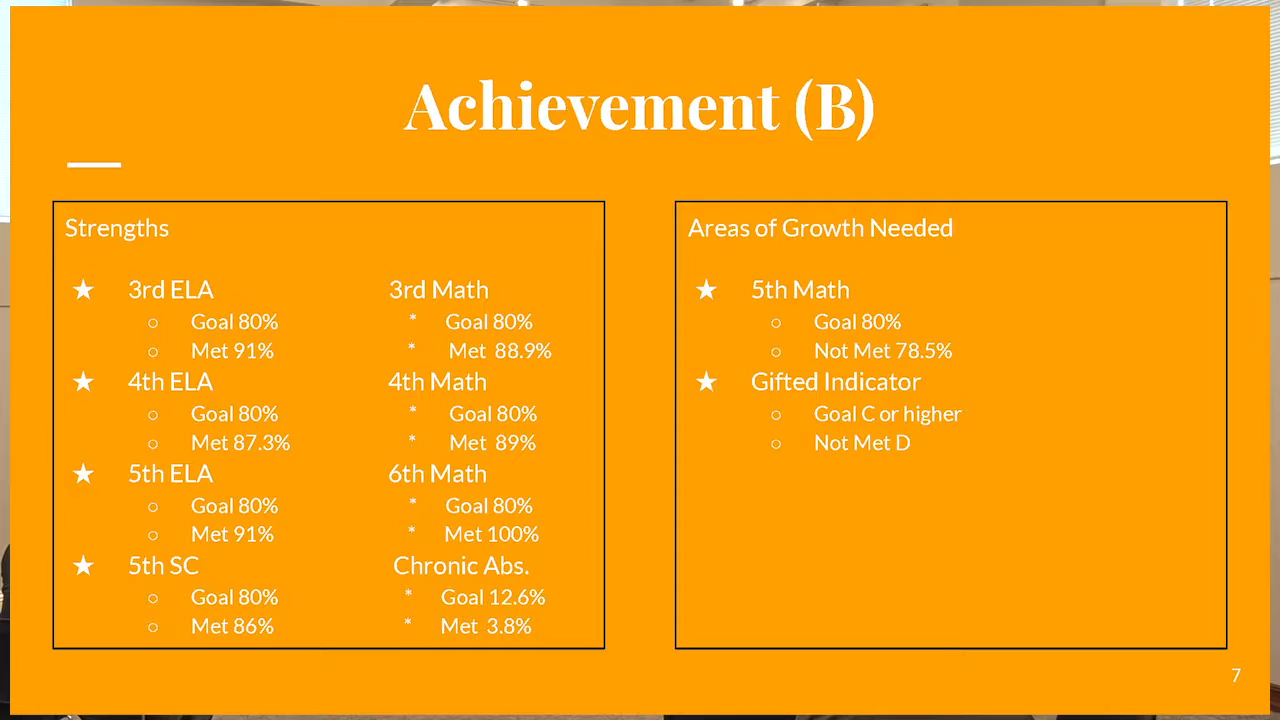 Achievement (B)
Strengths
★ 3rd ELA 3rd Math
○ Goal 80% * Goal 80%
○ Met 91% * Met 88.9%
★ 4th ELA 4th Math
○ Goal 80% * Goal 80%
○ Met 87.3% * Met 89%
★ 5th ELA 6th Math
○ Goal 80% * Goal 80%
○ Met 91% * Met 100%
★ 5th SC Chronic Abs.
○ Goal 80% * Goal 12.6%
○ Met 86% * Met 3.8%
Areas of Growth Needed
★ 5th Math
○ Goal 80%
○ Not Met 78.5%
★ Gifted Indicator
○ Goal C or higher
○ Not Met D
7